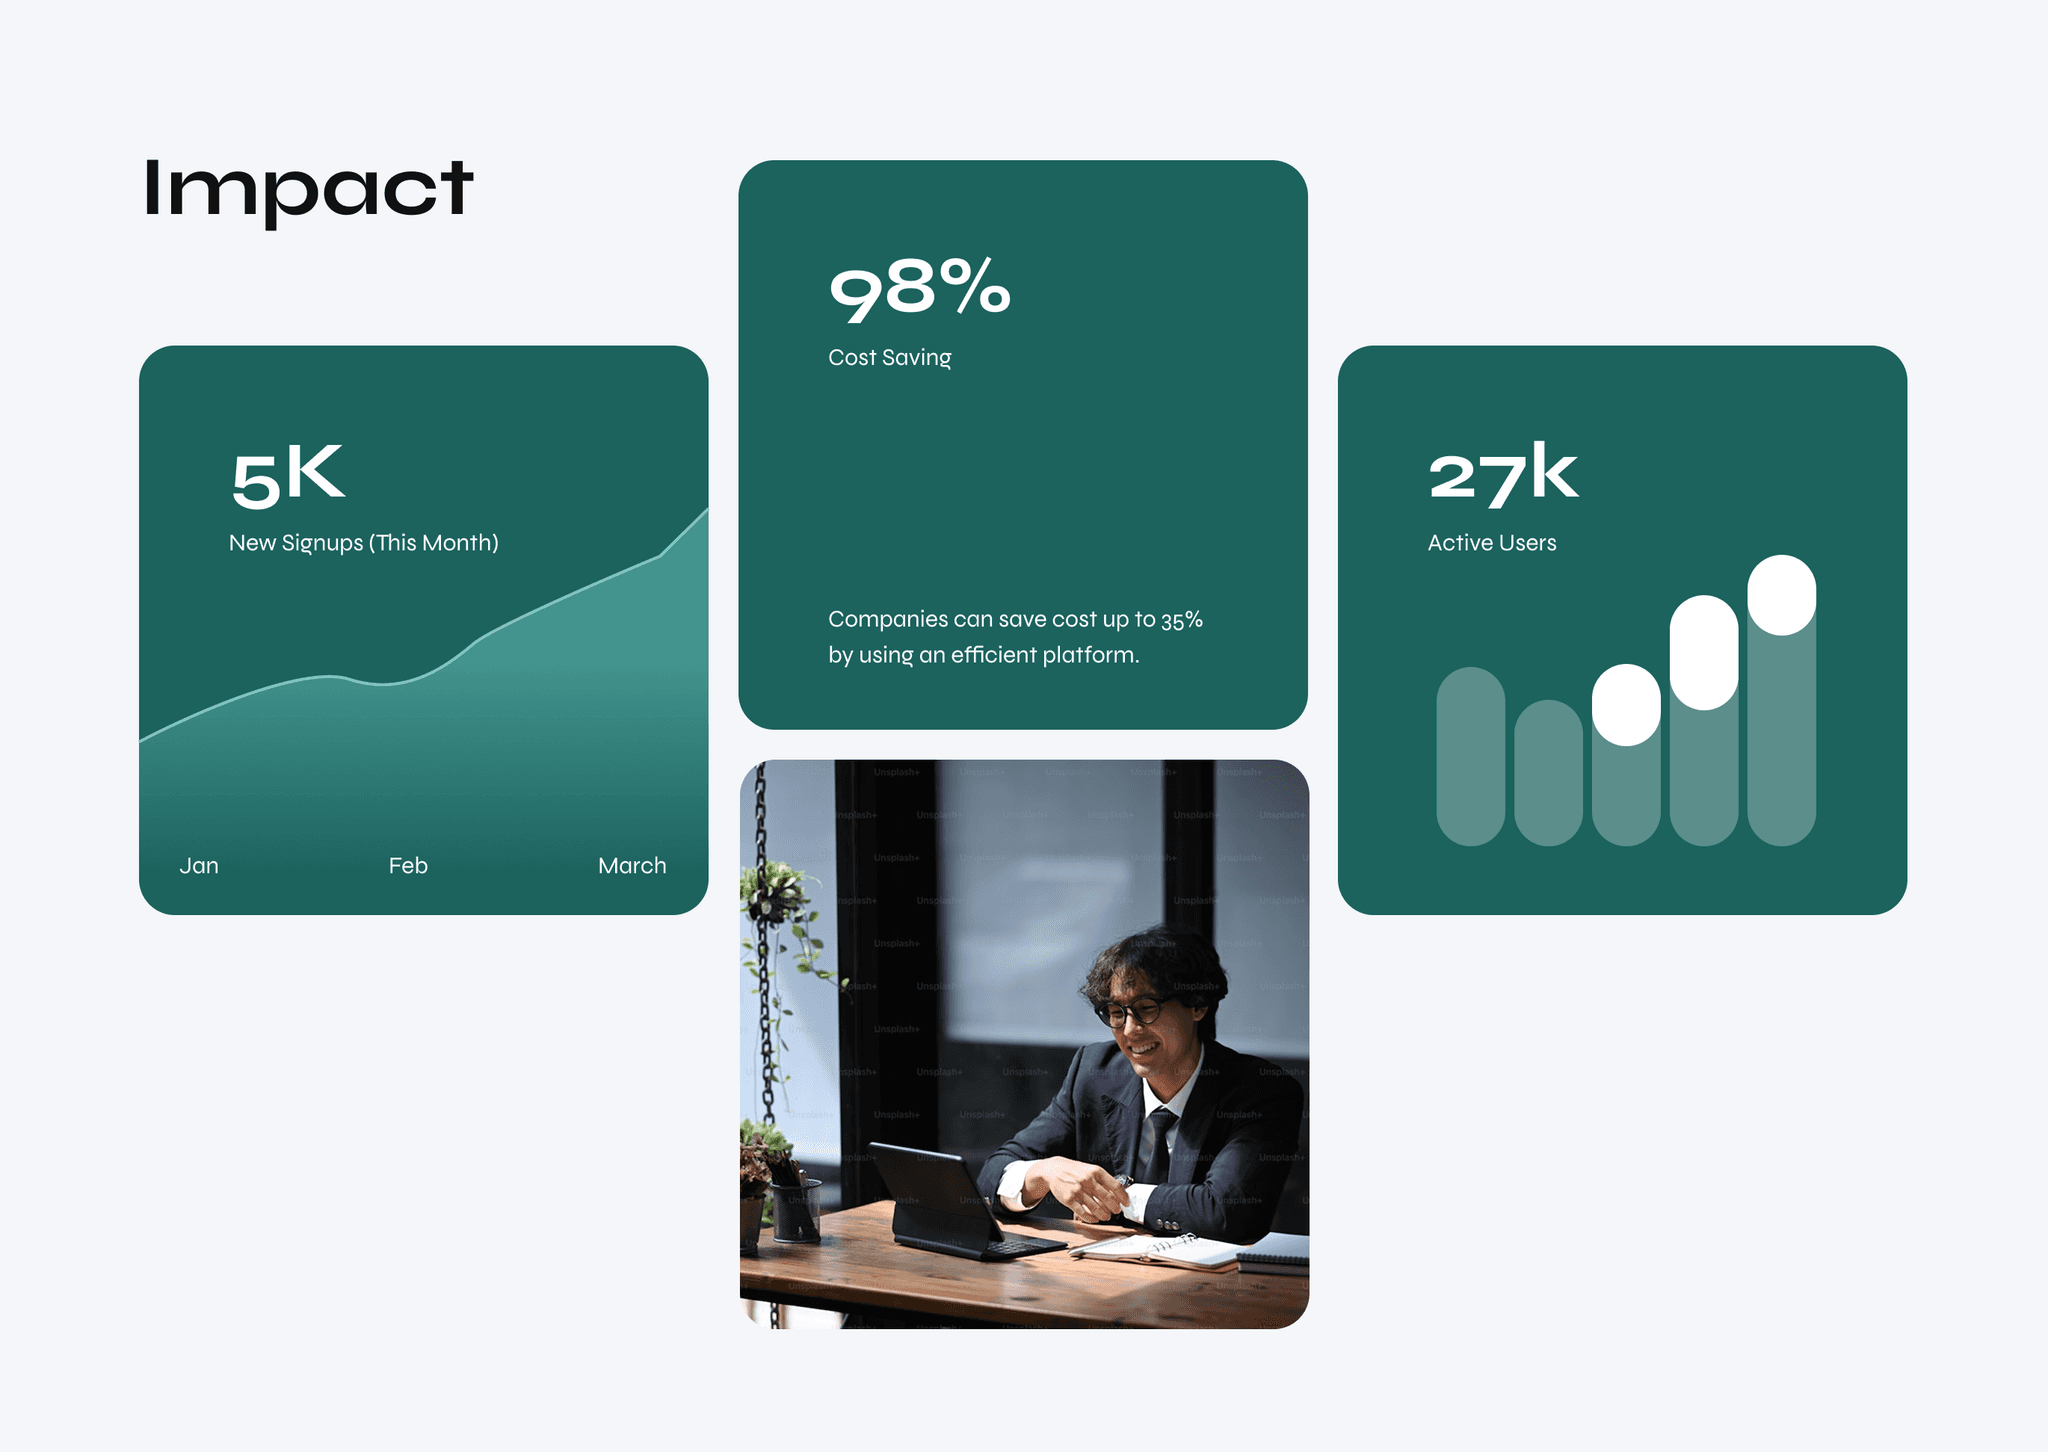 Impact
98%
Cost Saving
Companies can save cost up to 35%
by using an efficient platform.
5K
New Signups (This Month)
Jan
Feb
March
27k
Active Users
Unsplash+